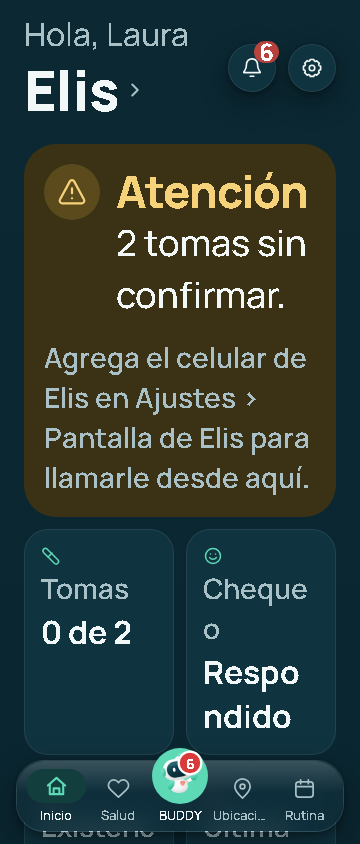 Hola, Laura
Elis
6
Atención
2 tomas sin
confirmar.
Agrega el celular de
Elis en Ajustes ›
Pantalla de Elis para
llamarle desde aquí.
Tomas
0 de 2
Cheque
o
Respo
ndido
6
Inicio
Salud
BUDDY
Ubicaci...
Rutina